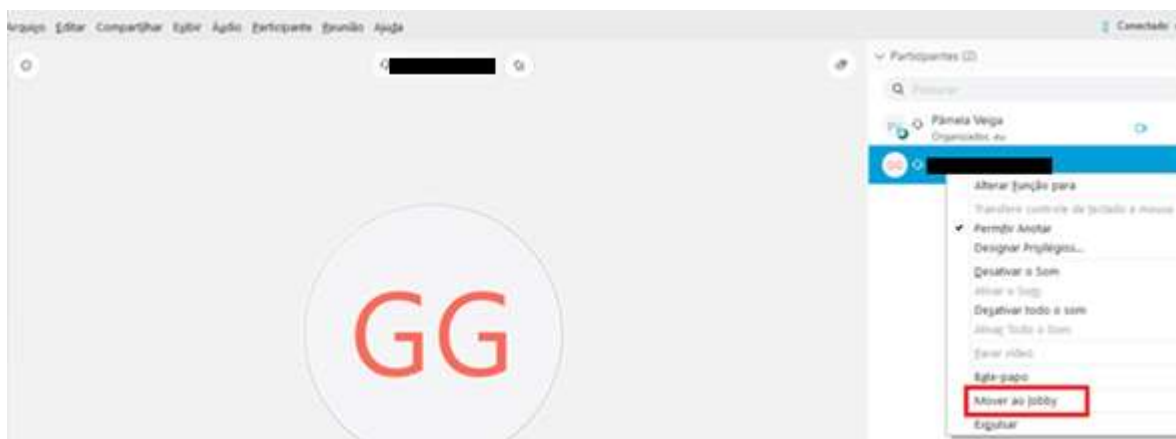 Arquivo Editar Compartilhar Exibir Áudio Participante Reunião Ajuda
Conectado
Participantes (2)
Procurar
Pâmela Veiga
Organizador, eu
GG
GG
Alterar função para
Transferir controle de teclado e mouse
Permitir Anotar
Designar Privilégios...
Desativar o Som
Ativar o Som
Desativar todo o som
Ativar Todo o Som
Parar vídeo
Bate-papo
Mover ao lobby
Expulsar